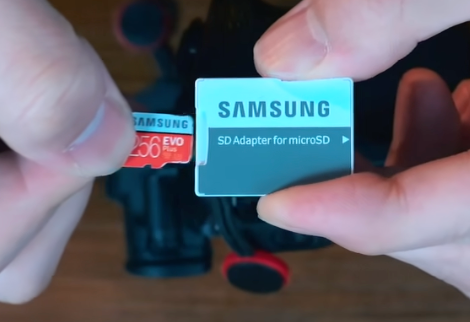 SAMSUNG
256
EVO
Plus
SAMSUNG
SD Adapter for microSD